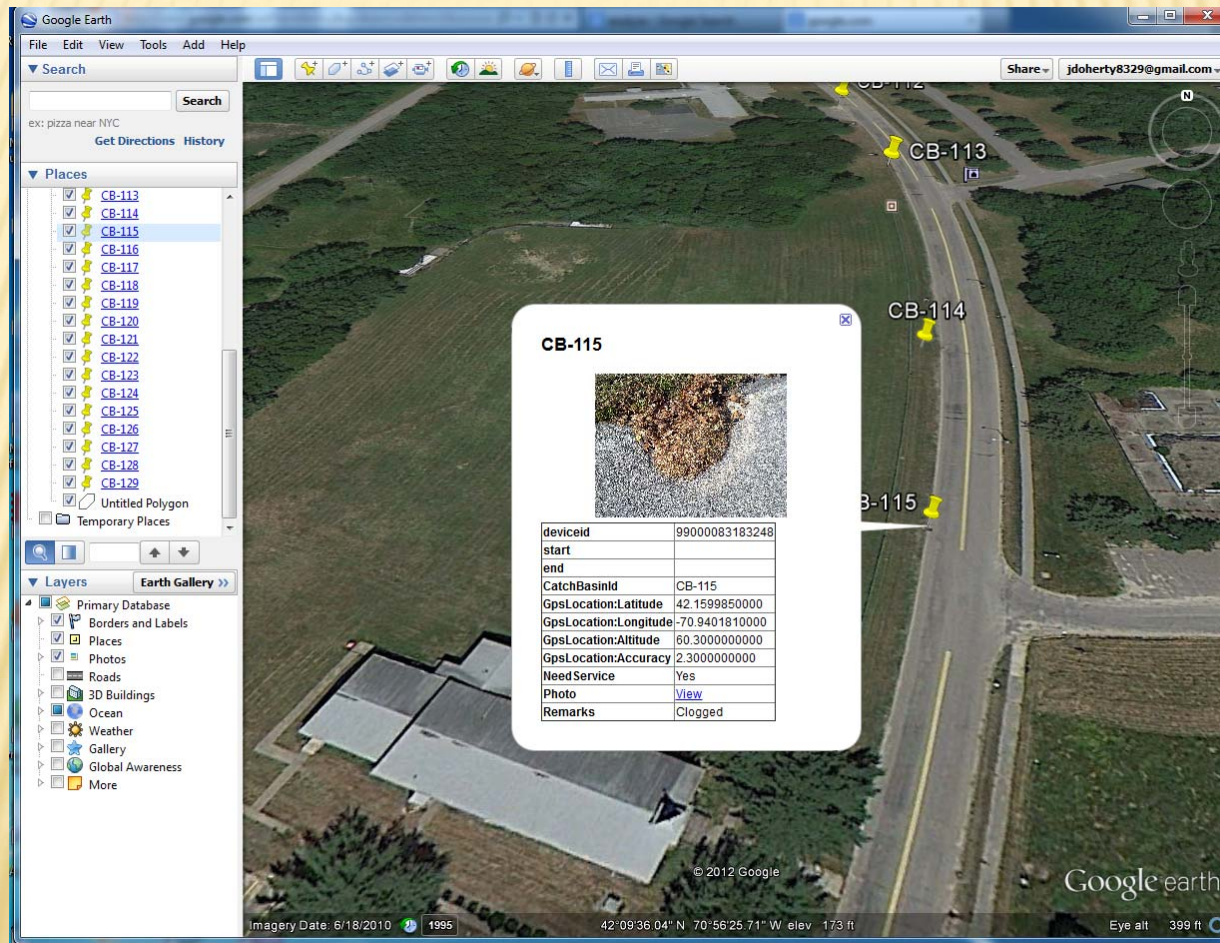 Google Earth
File Edit View Tools Add Help
▼ Search
Search
ex: pizza near NYC
Get Directions History
▼ Places
CB-113
CB-114
CB-115
CB-116
CB-117
CB-118
CB-119
CB-120
CB-121
CB-122
CB-123
CB-124
CB-125
CB-126
CB-127
CB-128
CB-129
Untitled Polygon
Temporary Places
▼ Layers
Earth Gallery >>
Primary Database
Borders and Labels
Places
Photos
Roads
3D Buildings
Ocean
Weather
Gallery
Global Awareness
More
Share
jdoherty8329@gmail.com
N
CB-112
CB-113
CB-114
B-115
CB-115
deviceid 99000083183248
start
end
CatchBasinId CB-115
GpsLocation:Latitude 42.1599850000
GpsLocation:Longitude -70.9401810000
GpsLocation:Altitude 60.3000000000
GpsLocation:Accuracy 2.3000000000
NeedService Yes
Photo View
Remarks Clogged
© 2012 Google
Google earth
Imagery Date: 6/18/2010 1995 42°09'36.04" N 70°56'25.71" W elev 173 ft Eye alt 399 ft